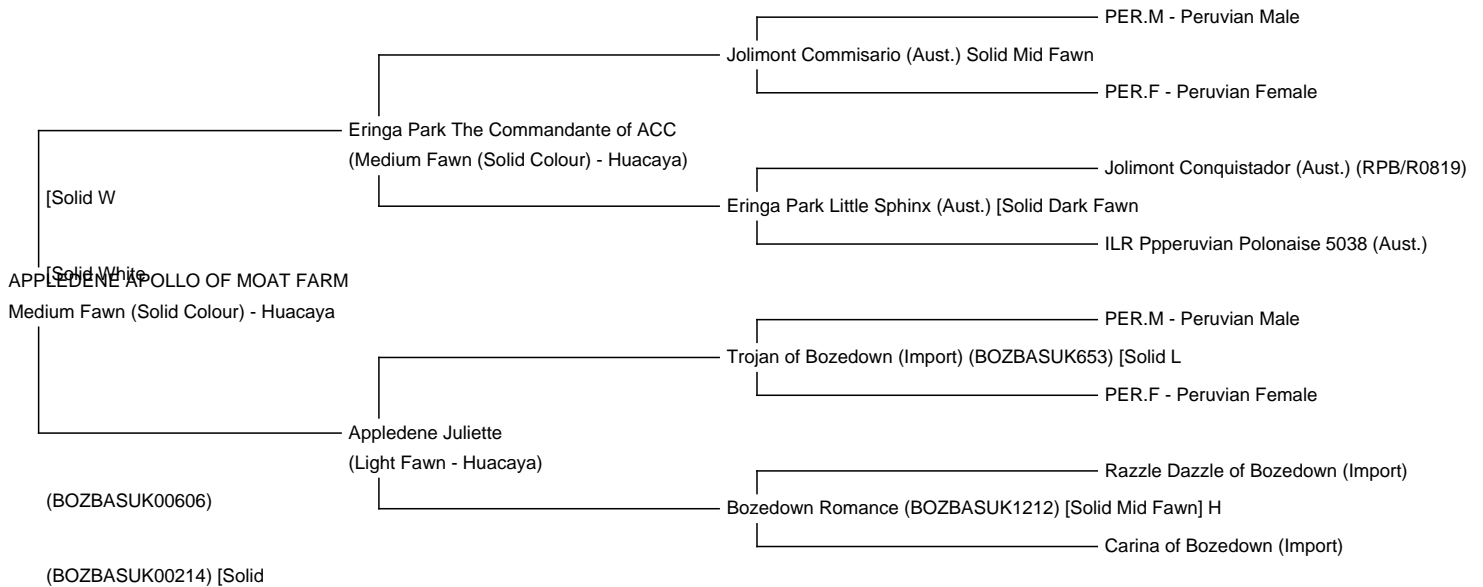 PER.M - Peruvian Male
Jolimont Commisario (Aust.) Solid Mid Fawn
PER.F - Peruvian Female
Eringa Park The Commandante of ACC
(Medium Fawn (Solid Colour) - Huacaya)
Jolimont Conquistador (Aust.) (RPB/R0819)
[Solid W
Eringa Park Little Sphinx (Aust.) [Solid Dark Fawn
ILR Ppperuvian Polonaise 5038 (Aust.)
[Solid White
APPLEDENE APOLLO OF MOAT FARM
Medium Fawn (Solid Colour) - Huacaya
PER.M - Peruvian Male
Trojan of Bozedown (Import) (BOZBASUK653) [Solid L
PER.F - Peruvian Female
Appledene Juliette
(Light Fawn - Huacaya)
Razzle Dazzle of Bozedown (Import)
(BOZBASUK00606)
Bozedown Romance (BOZBASUK1212) [Solid Mid Fawn] H
Carina of Bozedown (Import)
(BOZBASUK00214) [Solid